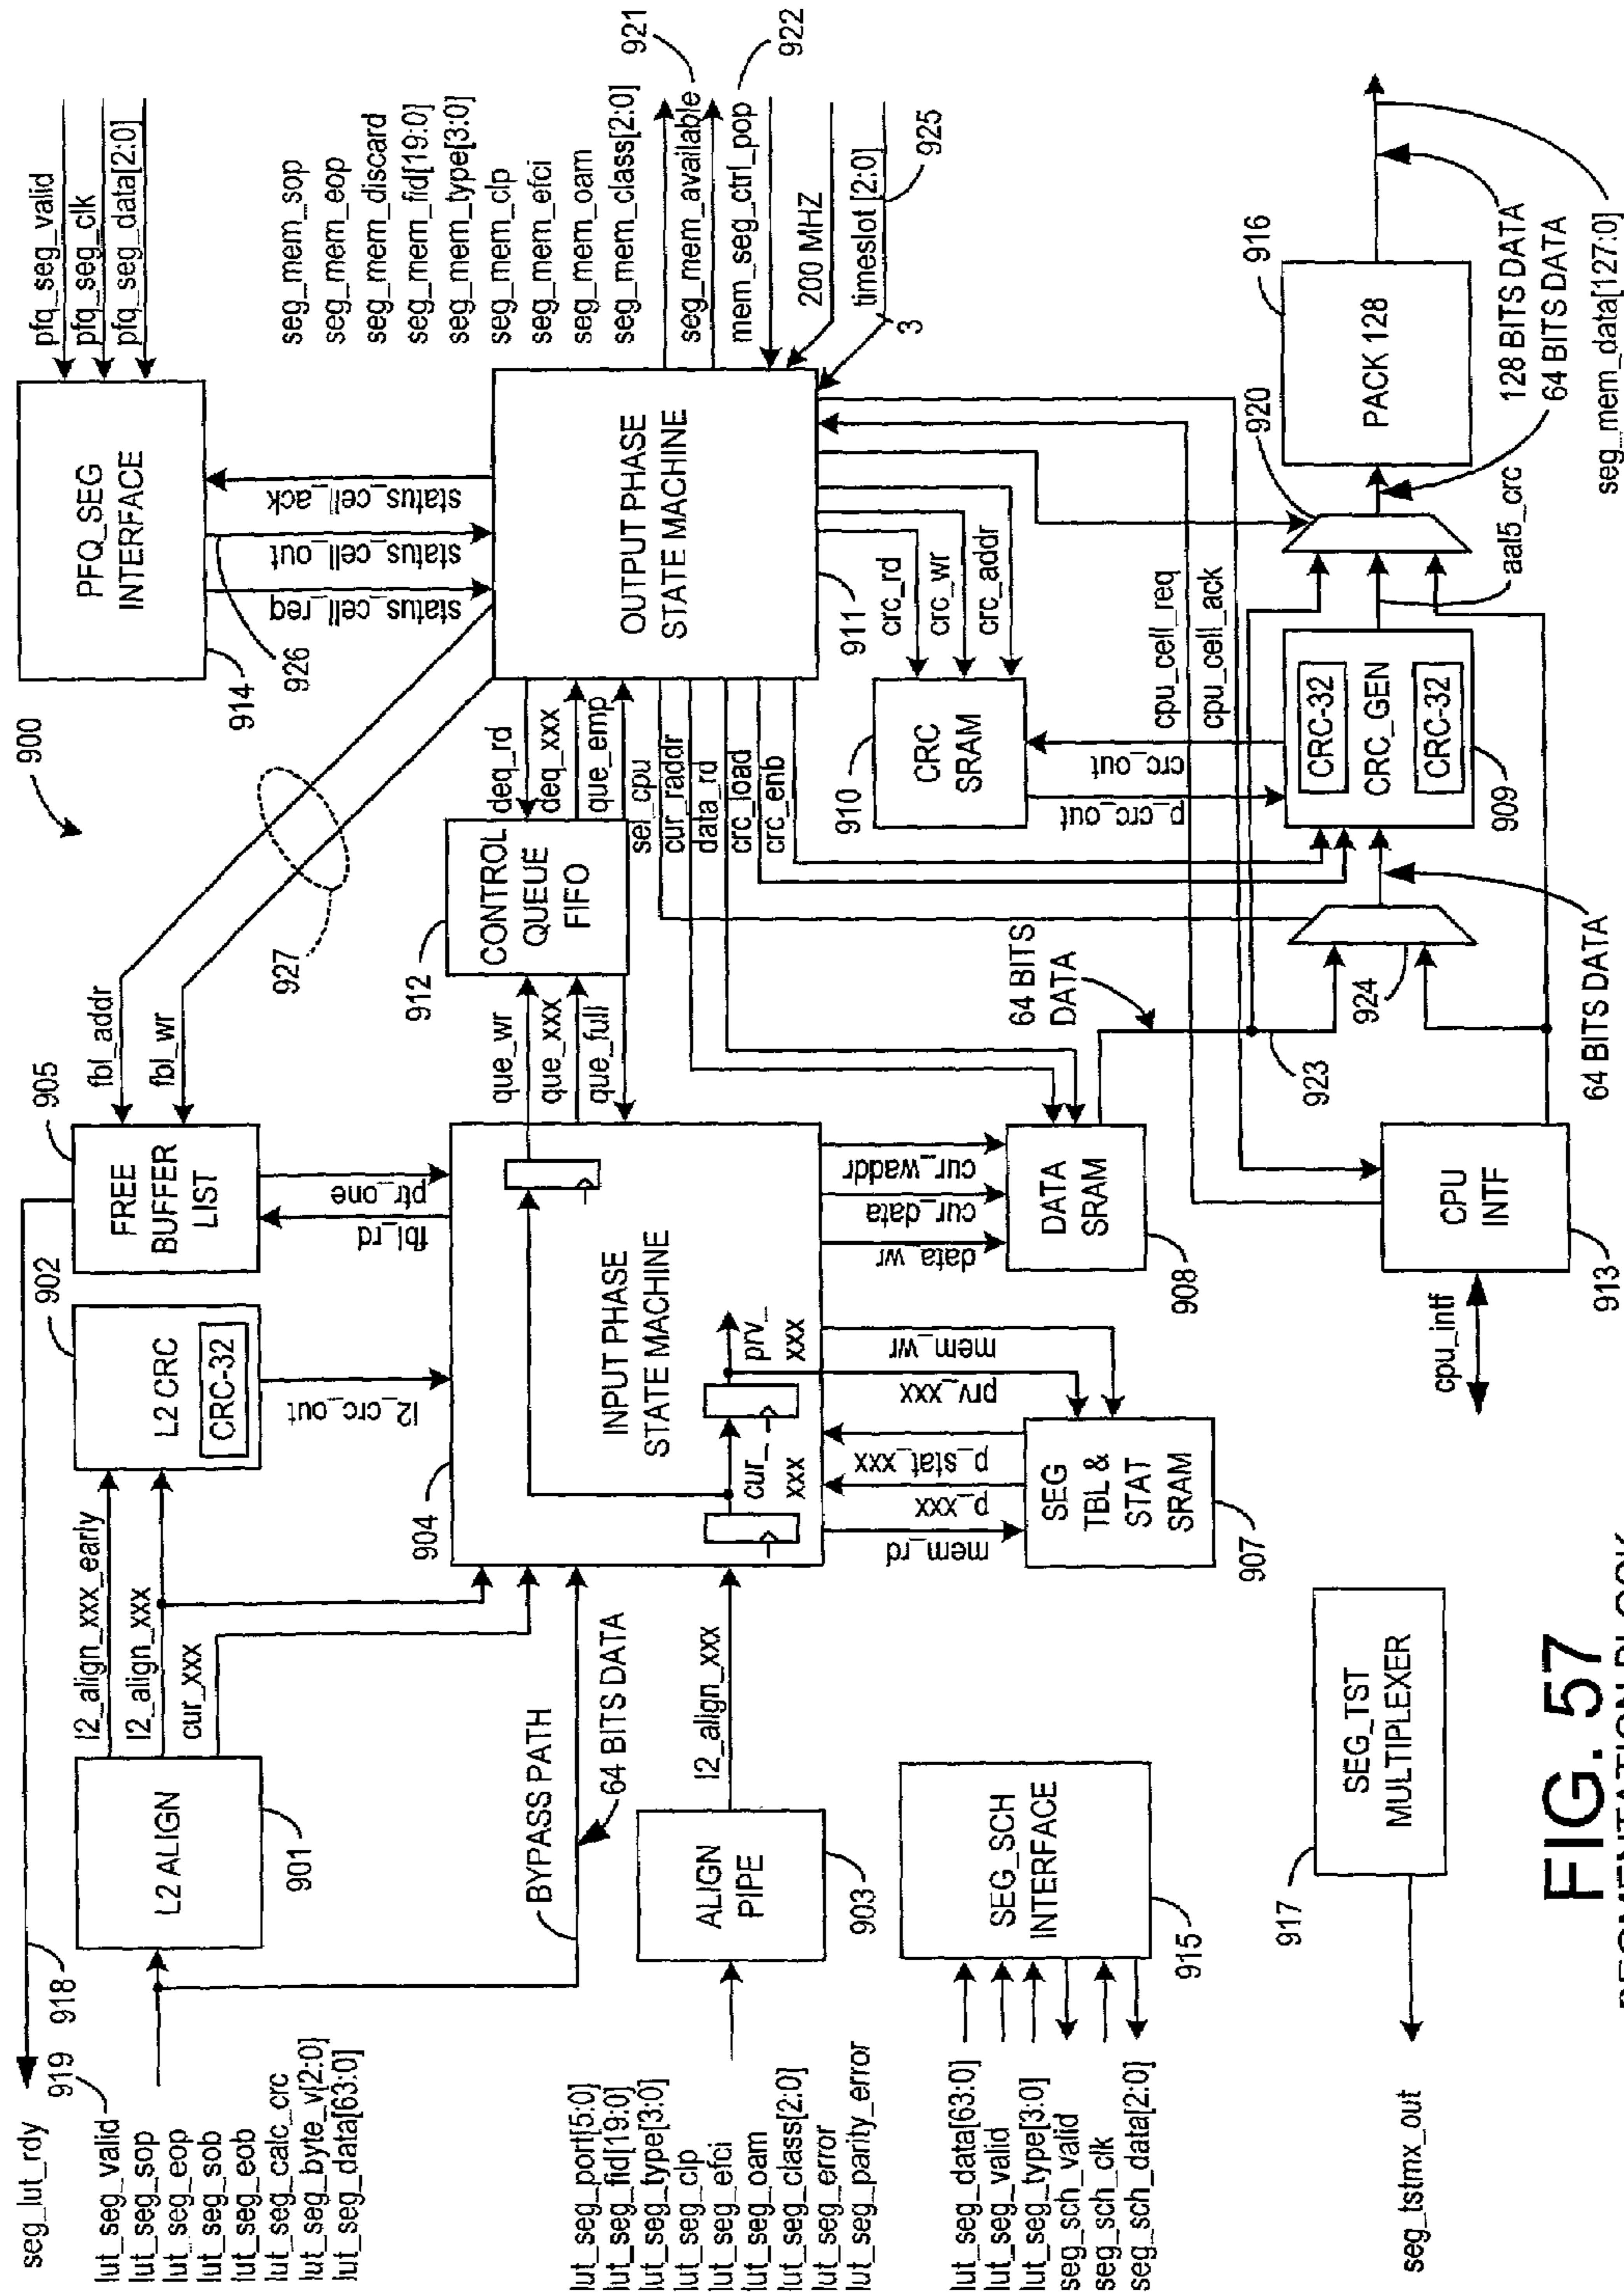 seg_lut_rdy
918
919
lut_seg_valid
lut_seg_sop
lut_seg_eop
lut_seg_sob
lut_seg_eob
lut_seg_calc_crc
lut_seg_byte_v[2:0]
lut_seg_data[63:0]
L2 ALIGN
901
l2_align_xxx_early
l2_align_xxx
cur_xxx
902
L2 CRC
CRC-32
l2_crc_out
905
FREE
BUFFER
LIST
fbl_addr
fbl_wr
fbl_rd
ptr_one
927
900
PFQ_SEG
INTERFACE
914
926
pfq_seg_valid
pfq_seg_clk
pfq_seg_data[2:0]
status_cell_req
status_cell_out
status_cell_ack
BYPASS PATH
64 BITS DATA
904
INPUT PHASE
STATE MACHINE
cur_
xxx
prv_
xxx
que_wr
que_xxx
que_full
912
CONTROL
QUEUE
FIFO
deq_rd
deq_xxx
que_emp
sel_cpu
cur_raddr
data_rd
crc_load
crc_enb
OUTPUT PHASE
STATE MACHINE
911
seg_mem_sop
seg_mem_eop
seg_mem_discard
seg_mem_fid[19:0]
seg_mem_type[3:0]
seg_mem_clp
seg_mem_efci
seg_mem_oam
seg_mem_class[2:0]
seg_mem_available
921
mem_seg_ctrl_pop
922
200 MHZ
timeslot [2:0]
3
925
lut_seg_port[5:0]
lut_seg_fid[19:0]
lut_seg_type[3:0]
lut_seg_clp
lut_seg_efci
lut_seg_oam
lut_seg_class[2:0]
lut_seg_error
lut_seg_parity_error
ALIGN
PIPE
903
l2_align_xxx
mem_rd
p_xxx
p_stat_xxx
prv_xxx
mem_wr
SEG
TBL &
STAT
SRAM
907
data_wr
cur_data
cur_waddr
DATA
SRAM
908
64 BITS
DATA
923
924
crc_rd
crc_wr
crc_addr
910
CRC
SRAM
p_crc_out
crc_out
cpu_cell_req
cpu_cell_ack
CRC-32
CRC_GEN
CRC-32
909
aal5_crc
920
916
PACK 128
128 BITS DATA
64 BITS DATA
seg_mem_data[127:0]
64 BITS DATA
lut_seg_data[63:0]
lut_seg_valid
lut_seg_type[3:0]
seg_sch_valid
seg_sch_clk
seg_sch_data[2:0]
SEG_SCH
INTERFACE
915
cpu_intf
CPU
INTF
913
seg_tstmx_out
917
SEG_TST
MULTIPLEXER
FIG. 57